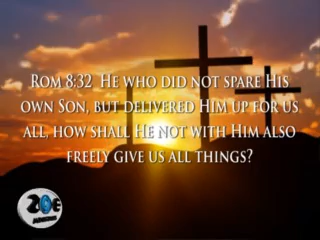 Rom 8:32 He who did not spare His
own Son, but delivered Him up for us
all, how shall He not with Him also
freely give us all things?
ZOE